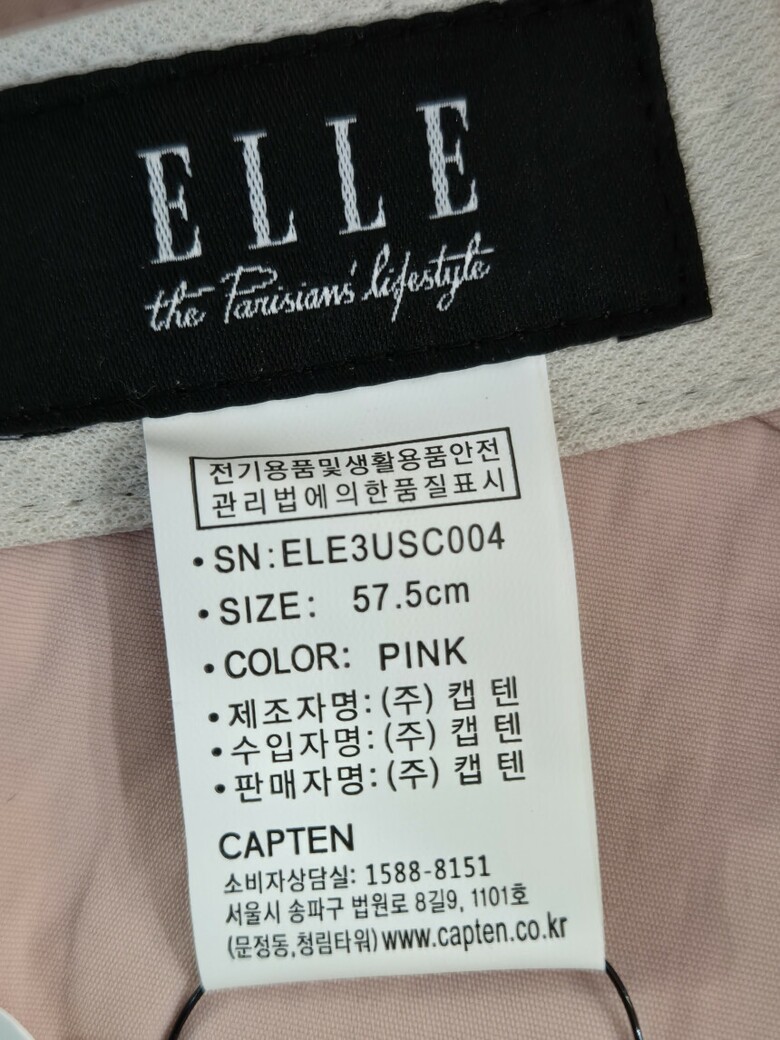 ELLE
the Parisians' lifestyle
전기용품및생활용품안전
관리법에의한품질표시
•SN:ELE3USC004
•SIZE: 57.5cm
•COLOR: PINK
•제조자명:(주) 캡 텐
•수입자명:(주) 캡 텐
•판매자명:(주) 캡 텐
CAPTEN
소비자상담실: 1588-8151
서울시 송파구 법원로 8길9, 1101호
(문정동,청림타워) www.capten.co.kr